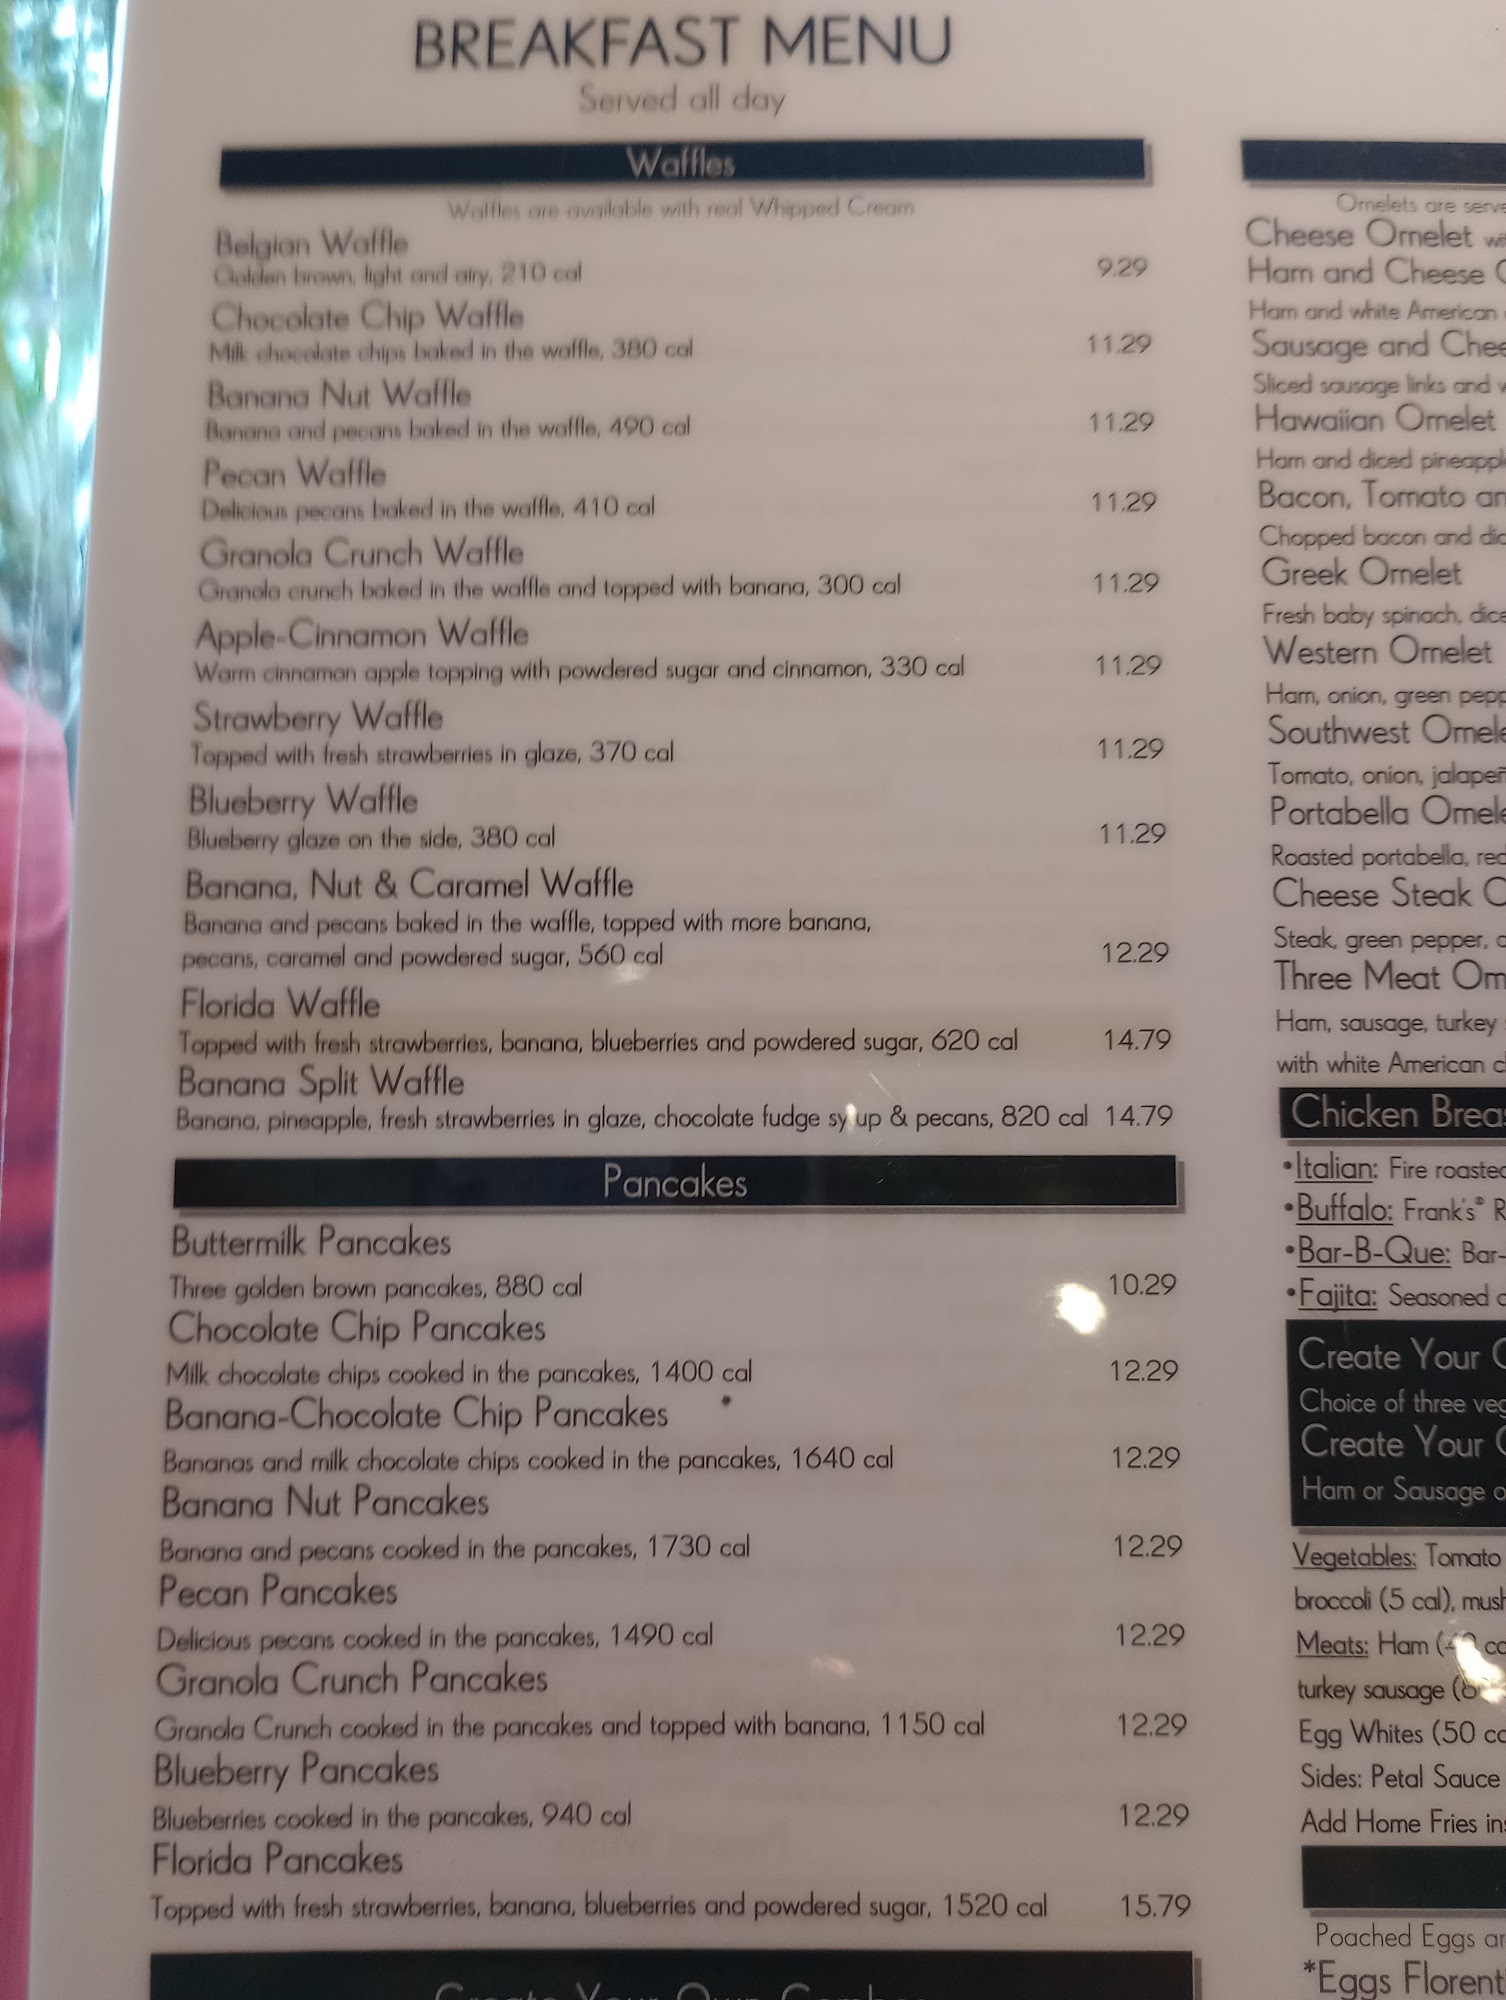 BREAKFAST MENU
Served all day
Waffles
Waffles are available with real Whipped Cream
Belgian Waffle
Golden brown, light and airy, 210 cal 9.29
Chocolate Chip Waffle
Milk chocolate chips baked in the waffle, 380 cal 11.29
Banana Nut Waffle
Banana and pecans baked in the waffle, 490 cal 11.29
Pecan Waffle
Delicious pecans baked in the waffle, 410 cal 11.29
Granola Crunch Waffle
Granola crunch baked in the waffle and topped with banana, 300 cal 11.29
Apple-Cinnamon Waffle
Warm cinnamon apple topping with powdered sugar and cinnamon, 330 cal 11.29
Strawberry Waffle
Topped with fresh strawberries in glaze, 370 cal 11.29
Blueberry Waffle
Blueberry glaze on the side, 380 cal 11.29
Banana, Nut & Caramel Waffle
Banana and pecans baked in the waffle, topped with more banana,
pecans, caramel and powdered sugar, 560 cal 12.29
Florida Waffle
Topped with fresh strawberries, banana, blueberries and powdered sugar, 620 cal 14.79
Banana Split Waffle
Banana, pineapple, fresh strawberries in glaze, chocolate fudge syrup & pecans, 820 cal 14.79
Pancakes
Buttermilk Pancakes
Three golden brown pancakes, 880 cal 10.29
Chocolate Chip Pancakes
Milk chocolate chips cooked in the pancakes, 1400 cal 12.29
Banana-Chocolate Chip Pancakes
Bananas and milk chocolate chips cooked in the pancakes, 1640 cal 12.29
Banana Nut Pancakes
Banana and pecans cooked in the pancakes, 1730 cal 12.29
Pecan Pancakes
Delicious pecans cooked in the pancakes, 1490 cal 12.29
Granola Crunch Pancakes
Granola Crunch cooked in the pancakes and topped with banana, 1150 cal 12.29
Blueberry Pancakes
Blueberries cooked in the pancakes, 940 cal 12.29
Florida Pancakes
Topped with fresh strawberries, banana, blueberries and powdered sugar, 1520 cal 15.79
Create Your Own
Omelets are
Cheese Omelet
Ham and Cheese
Ham and white American
Sausage and
Sliced sausage links and
Hawaiian Omelet
Ham and diced
Bacon, Tomato
Chopped bacon and
Greek Omelet
Fresh baby spinach,
Western Omelet
Ham, onion, green
Southwest
Tomato, onion,
Portabella
Roasted portabella,
Cheese Steak
Steak, green pepper,
Three Meat
Ham, sausage, turkey
with white American
Chicken
•Italian: Fire
•Buffalo: Frank's®
•Bar-B-Que:
•Fajita: Seasoned
Create Your
Choice of three
Create Your
Ham or Sausage
Vegetables: Tomato
broccoli (5 cal),
Meats: Ham
turkey sausage
Egg Whites (50
Sides: Petal Sauce
Add Home Fries
Poached Eggs
*Eggs